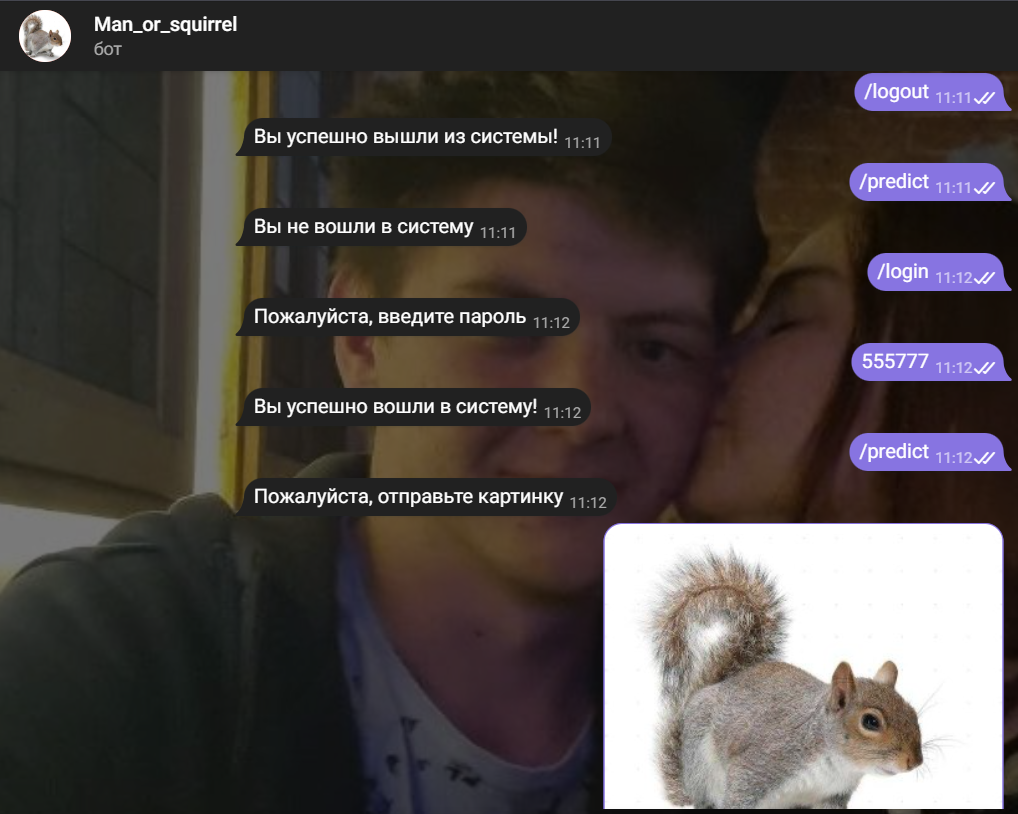 Man_or_squirrel
бот
/logout 11:11
Вы успешно вышли из системы! 11:11
/predict 11:11
Вы не вошли в систему 11:11
/login 11:12
Пожалуйста, введите пароль 11:12
555777 11:12
Вы успешно вошли в систему! 11:12
/predict 11:12
Пожалуйста, отправьте картинку 11:12